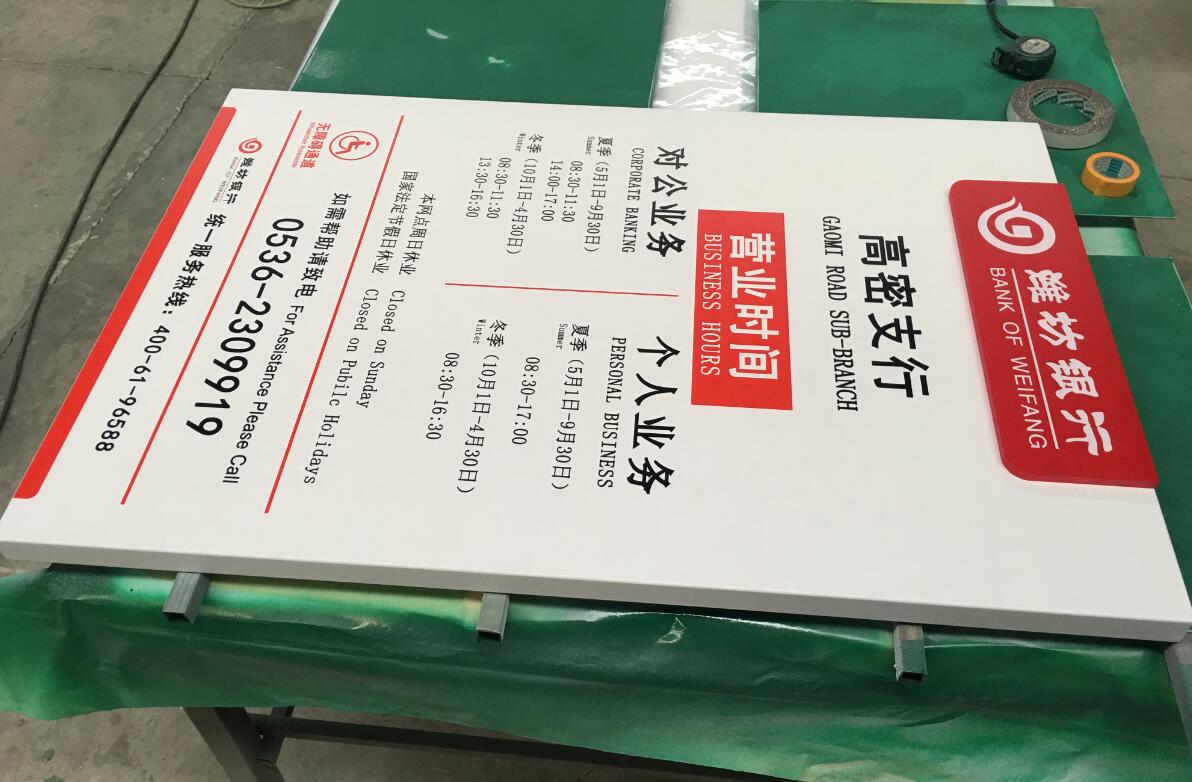 潍坊银行
BANK OF WEIFANG
高密支行
GAOMI ROAD SUB-BRANCH
营业时间
BUSINESS HOURS
对公业务
CORPORATE BANKING
夏季(5月1日-9月30日)
Summer
08:30-11:30
14:00-17:00
冬季(10月1日-4月30日)
Winter
08:30-11:30
13:30-16:30
个人业务
PERSONAL BUSINESS
夏季(5月1日-9月30日)
Summer
08:30-17:00
冬季(10月1日-4月30日)
Winter
08:30-16:30
本网点周日休业 Closed on Sunday
国家法定节假日休业 Closed on Public Holidays
无障碍通道
Wheelchair Accessible
如需帮助请致电 For Assistance Please Call
0536-2309919
潍坊银行
BANK OF WEIFANG
统一服务热线:400-61-96588